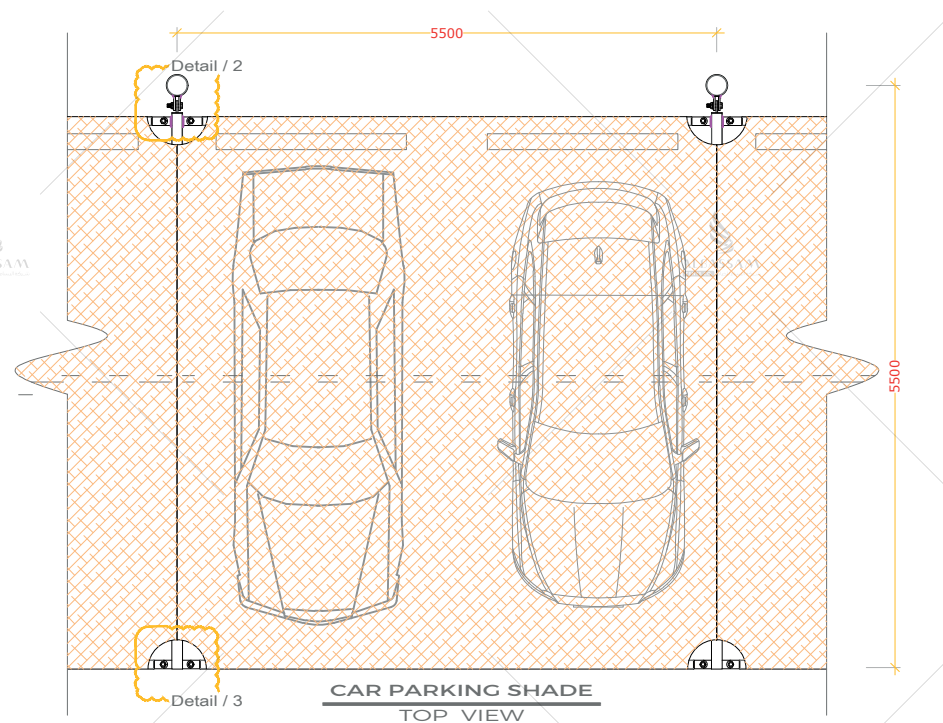 5500
Detail / 2
5500
Detail / 3
CAR PARKING SHADE
TOP VIEW